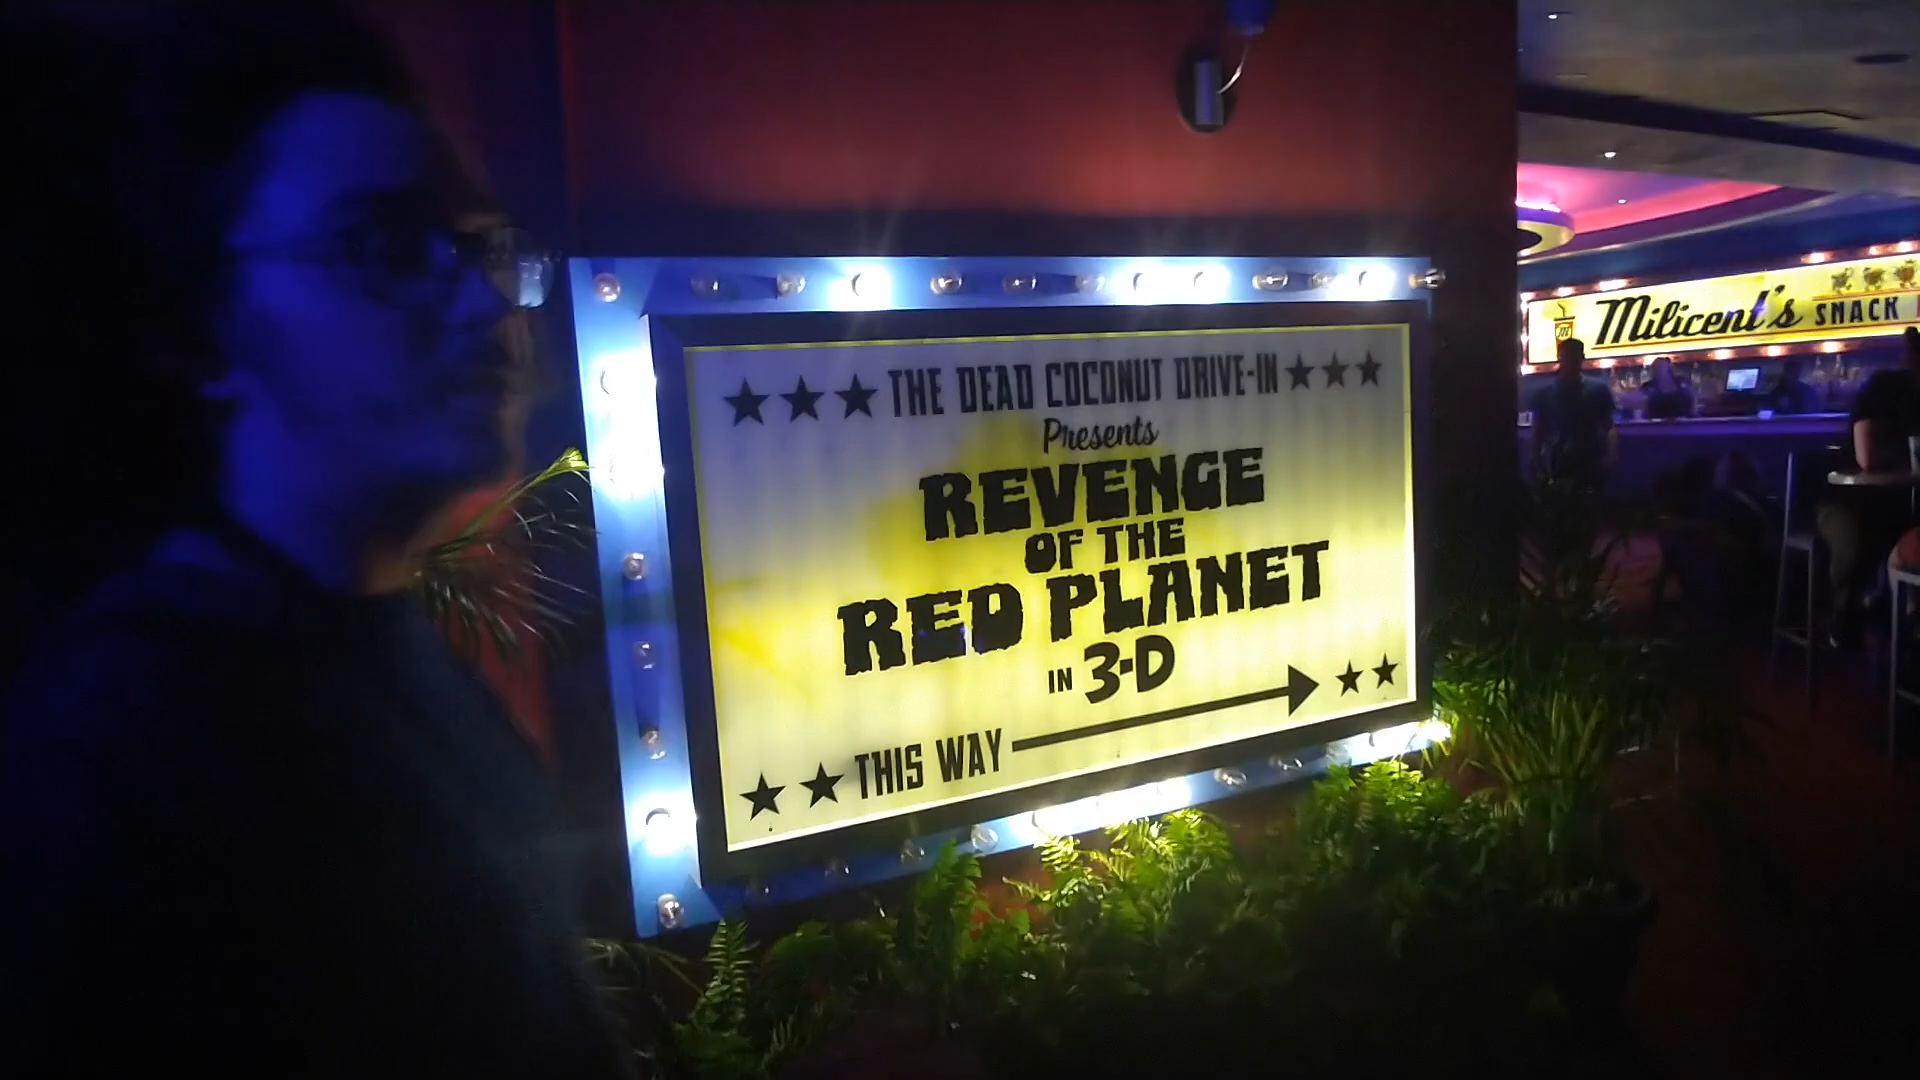 THE DEAD COCONUT DRIVE-IN
Presents
REVENGE
OF THE
RED PLANET
IN 3-D
THIS WAY
Milicent's SNACK